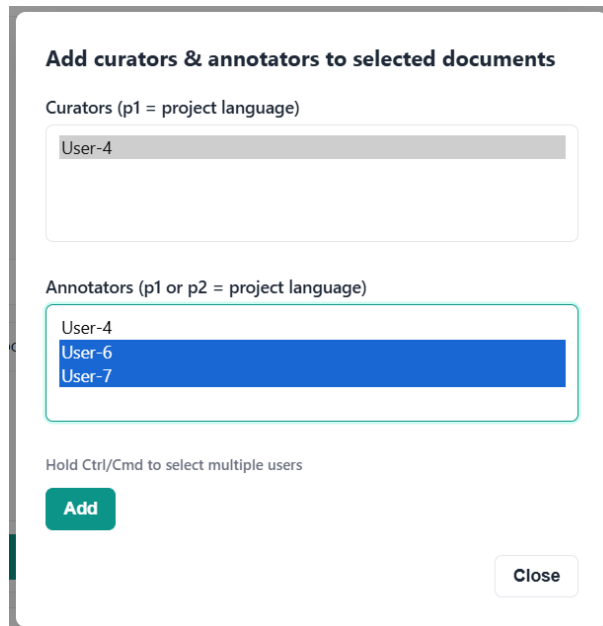 Add curators & annotators to selected documents
Curators (p1 = project language)
User-4
Annotators (p1 or p2 = project language)
User-4
User-6
User-7
Hold Ctrl/Cmd to select multiple users
Add
Close